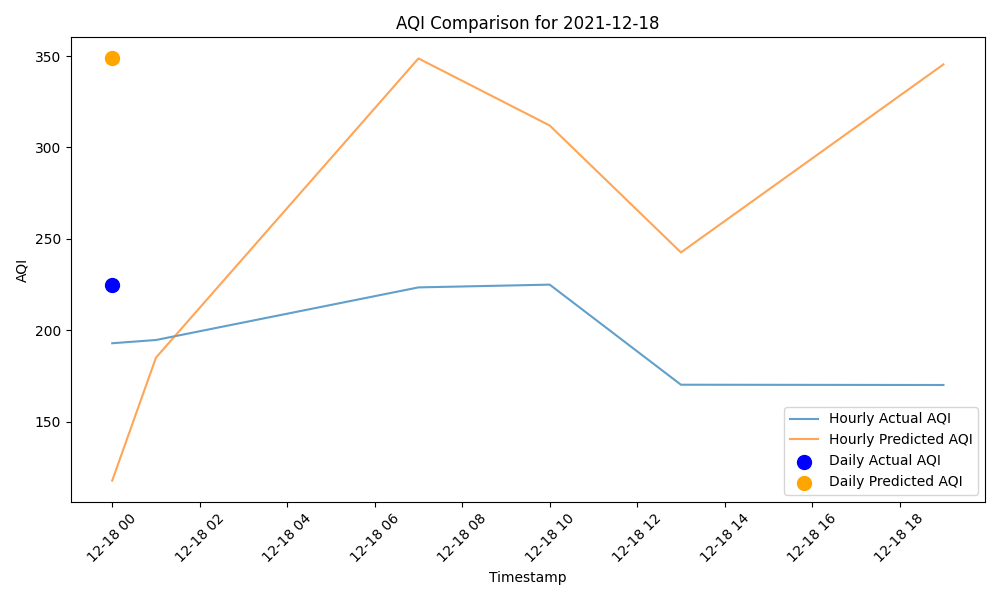 AQI Comparison for 2021-12-18
AQI
350
300
250
200
150
12-18 00
12-18 02
12-18 04
12-18 06
12-18 08
12-18 10
12-18 12
12-18 14
12-18 16
12-18 18
Timestamp
Hourly Actual AQI
Hourly Predicted AQI
Daily Actual AQI
Daily Predicted AQI